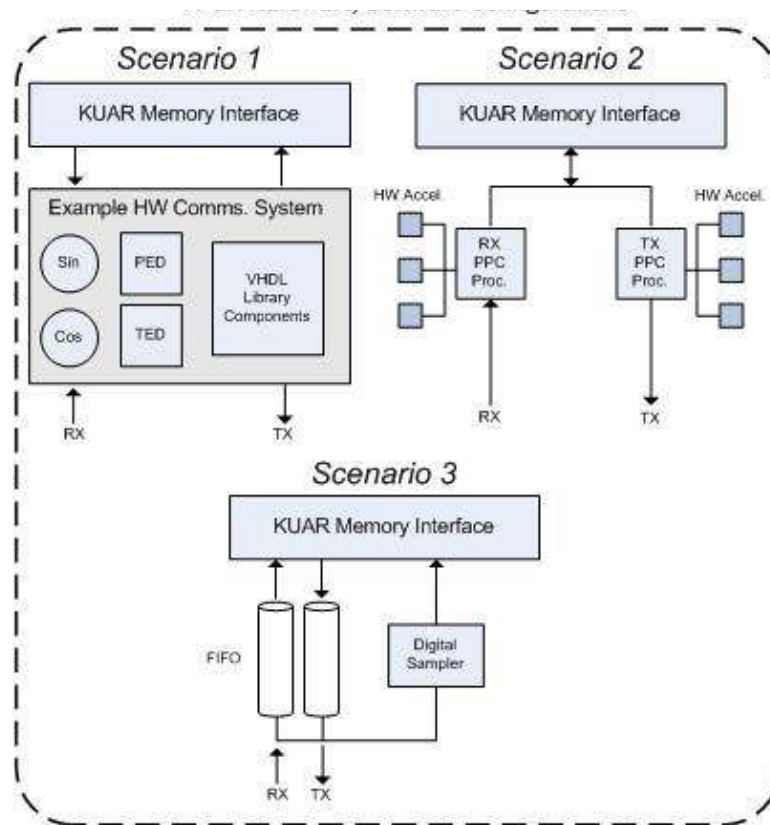 Scenario 1
KUAR Memory Interface
Example HW Comms. System
Sin
PED
Cos
TED
VHDL
Library
Components
RX
TX
Scenario 2
KUAR Memory Interface
HW Accel.
HW Accel.
RX
PPC
Proc.
TX
PPC
Proc.
RX
TX
Scenario 3
KUAR Memory Interface
FIFO
Digital
Sampler
RX
TX